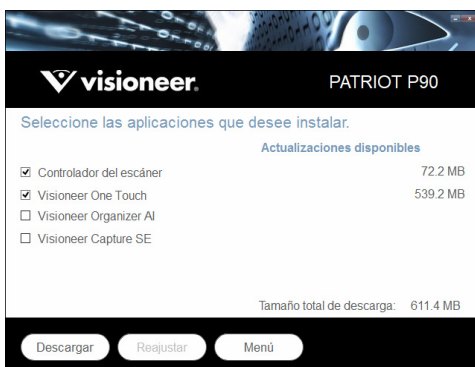 visioneer.
PATRIOT P90
Seleccione las aplicaciones que desee instalar.
Actualizaciones disponibles
Controlador del escáner 72.2 MB
Visioneer One Touch 539.2 MB
Visioneer Organizer AI
Visioneer Capture SE
Tamaño total de descarga: 611.4 MB
Descargar Reajustar Menú